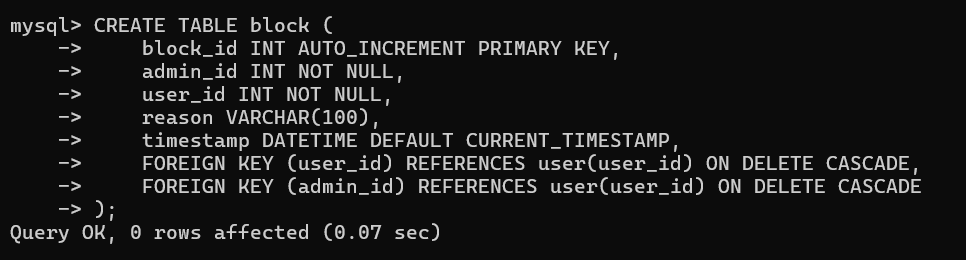 mysql> CREATE TABLE block (
    ->     block_id INT AUTO_INCREMENT PRIMARY KEY,
    ->     admin_id INT NOT NULL,
    ->     user_id INT NOT NULL,
    ->     reason VARCHAR(100),
    ->     timestamp DATETIME DEFAULT CURRENT_TIMESTAMP,
    ->     FOREIGN KEY (user_id) REFERENCES user(user_id) ON DELETE CASCADE,
    ->     FOREIGN KEY (admin_id) REFERENCES user(user_id) ON DELETE CASCADE
    -> );
Query OK, 0 rows affected (0.07 sec)